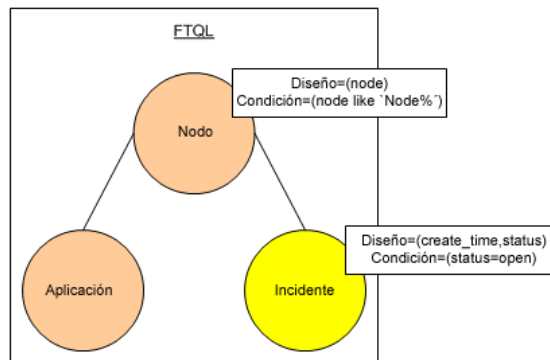 FTQL
Diseño=(node)
Condición=(node like `Node%´)
Nodo
Diseño=(create_time,status)
Condición=(status=open)
Aplicación
Incidente